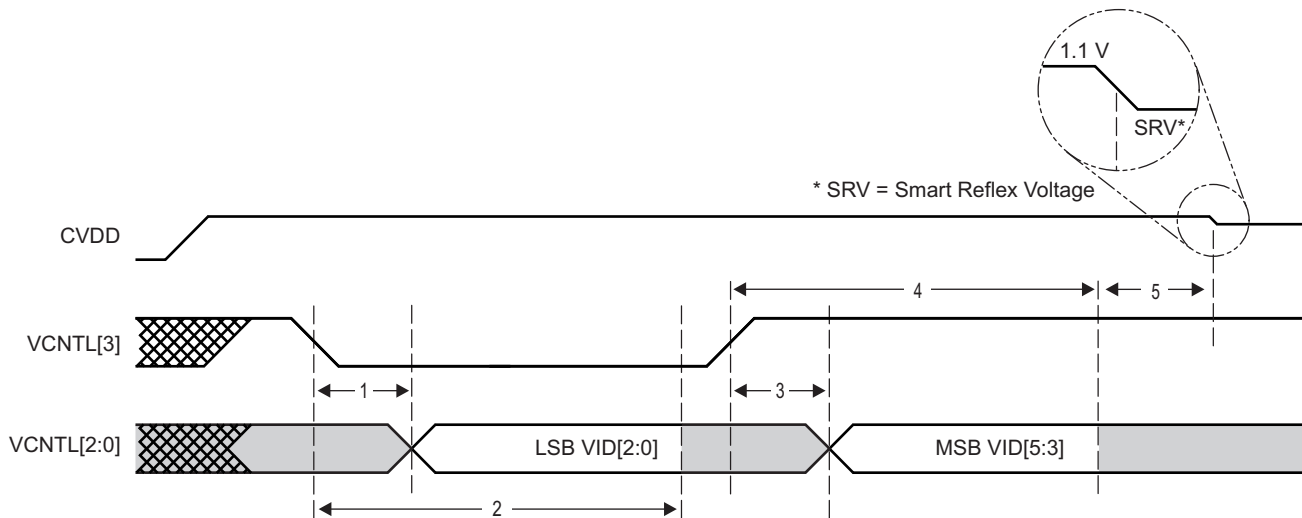 1.1 V
SRV*
* SRV = Smart Reflex Voltage
CVDD
4
5
VCNTL[3]
1
3
VCNTL[2:0]
LSB VID[2:0]
MSB VID[5:3]
2